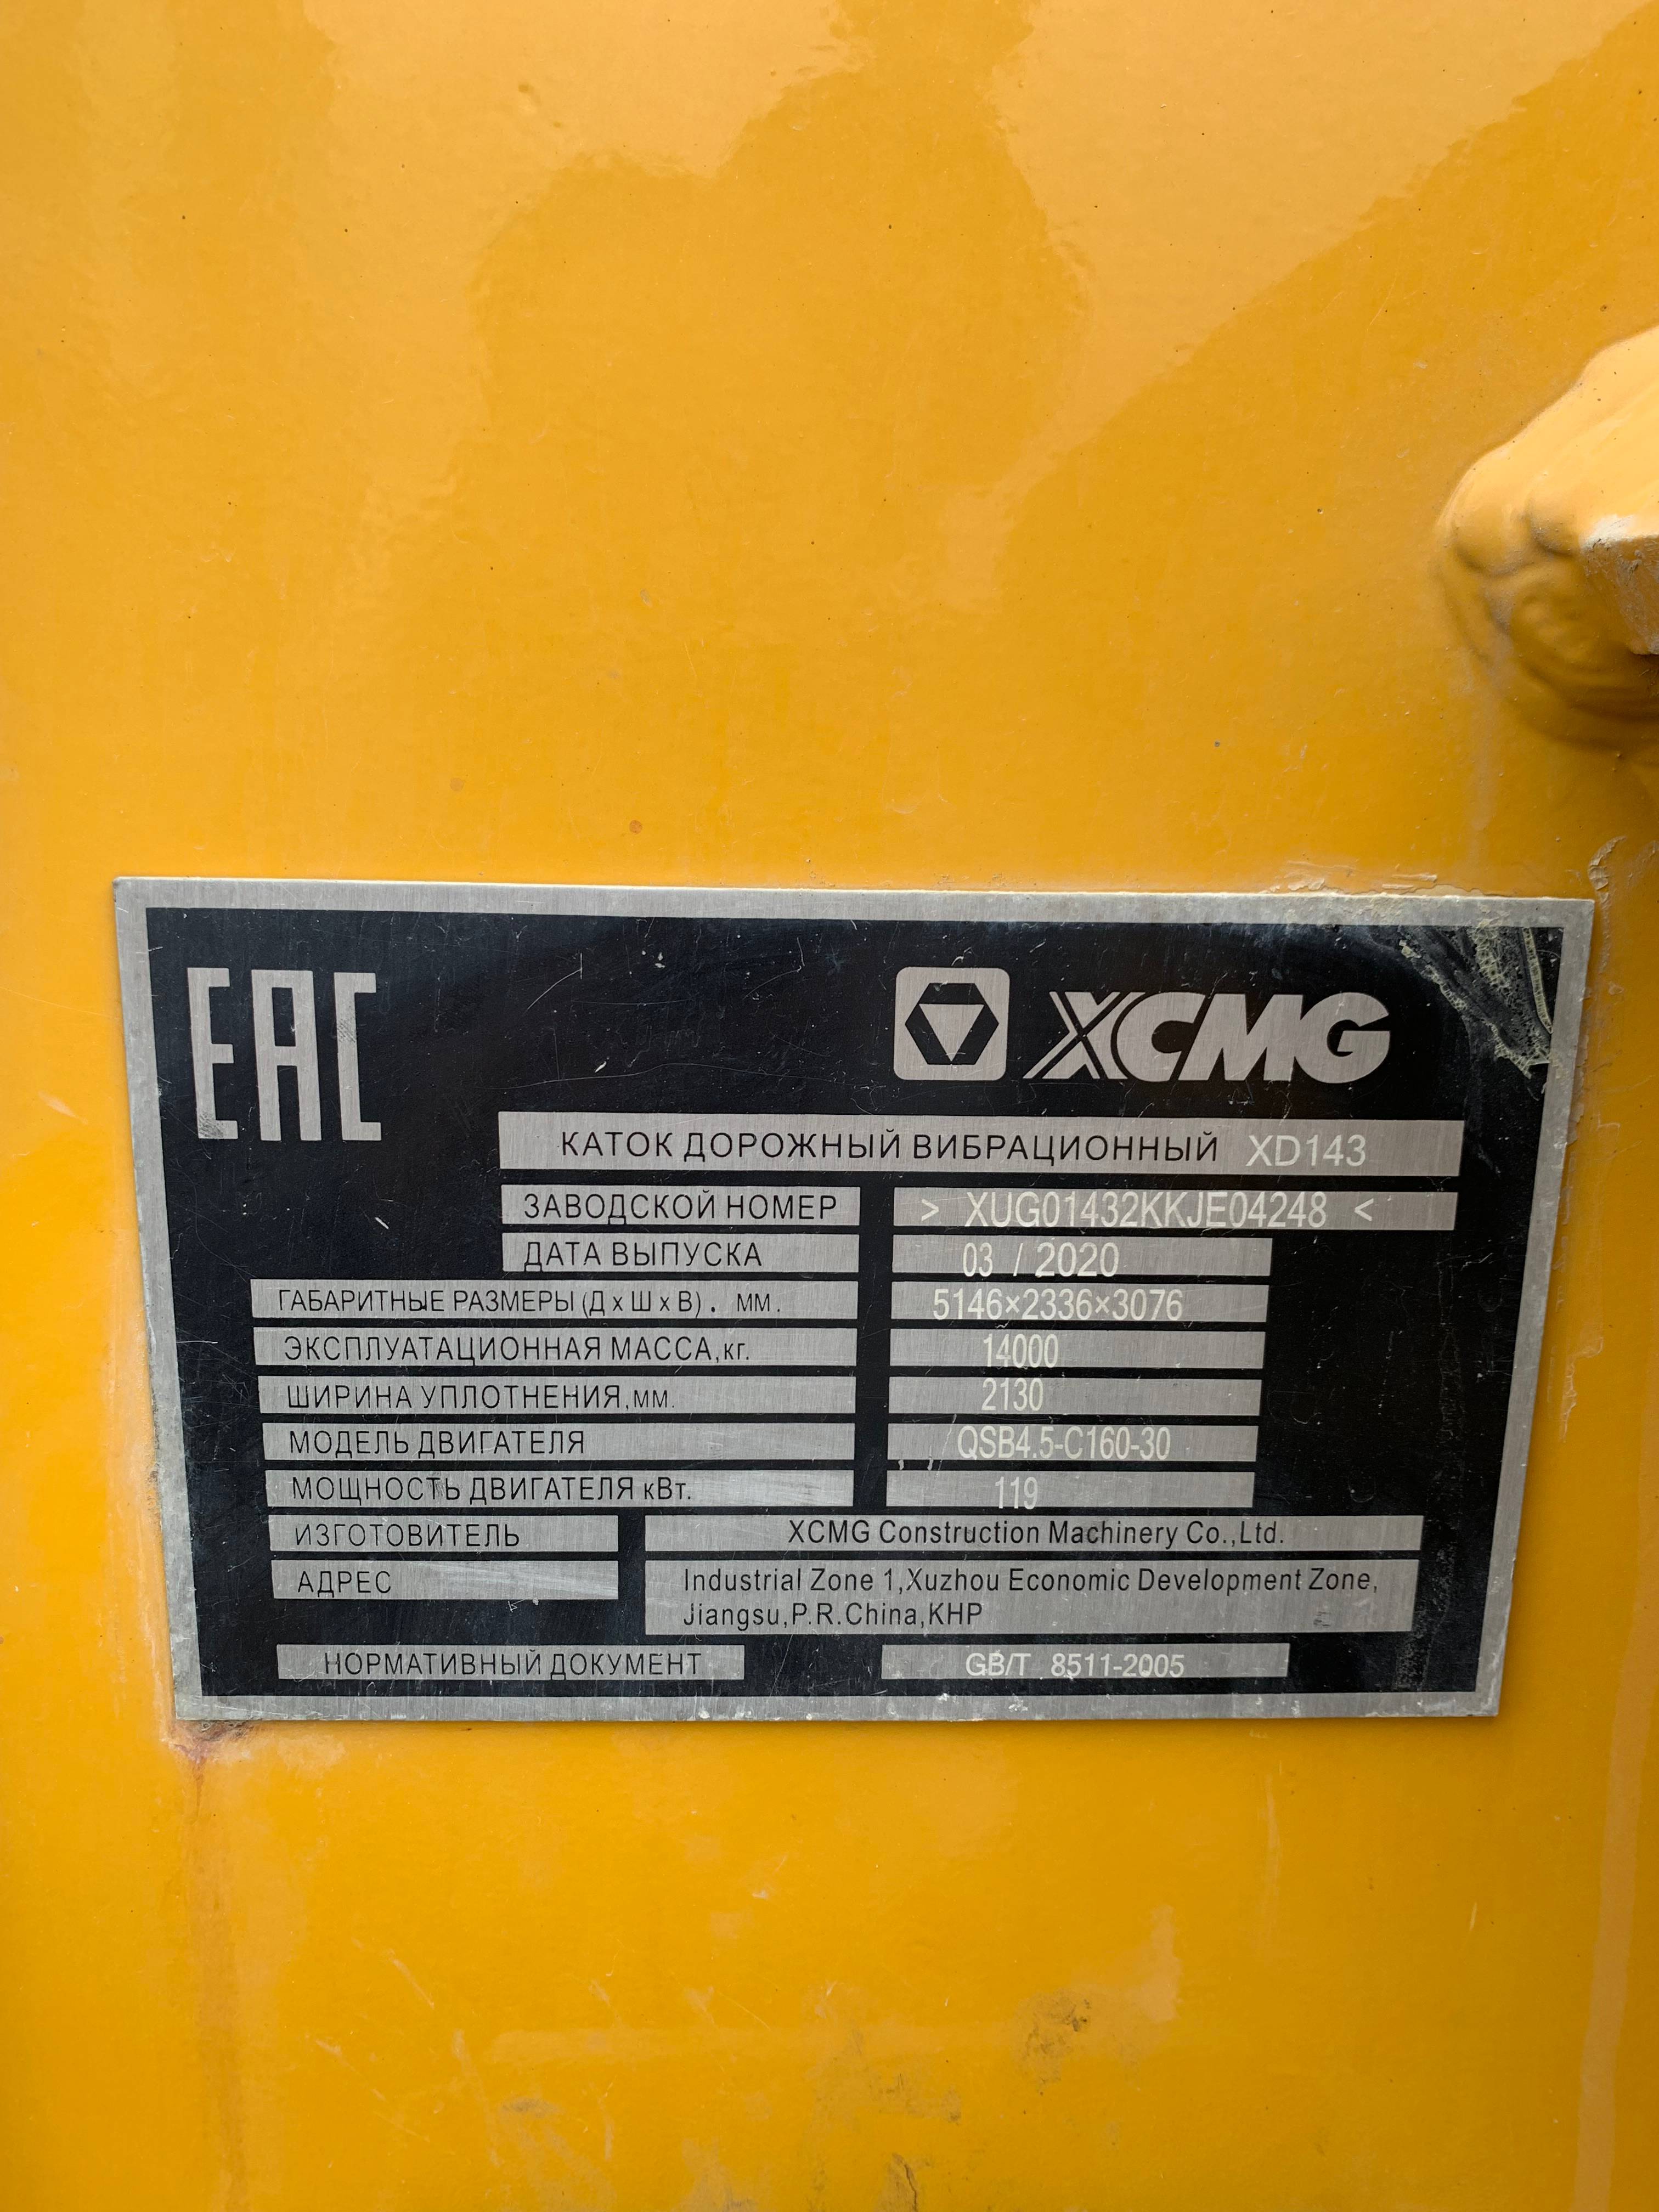 EAC XCMG
КАТОК ДОРОЖНЫЙ ВИБРАЦИОННЫЙ XD143
ЗАВОДСКОЙ НОМЕР > XUG01432KKJE04248 <
ДАТА ВЫПУСКА 03 / 2020
ГАБАРИТНЫЕ РАЗМЕРЫ (Д х Ш х В) . ММ. 5146×2336×3076
ЭКСПЛУАТАЦИОННАЯ МАССА,кг. 14000
ШИРИНА УПЛОТНЕНИЯ,мм. 2130
МОДЕЛЬ ДВИГАТЕЛЯ QSB4.5-C160-30
МОЩНОСТЬ ДВИГАТЕЛЯ кВт. 119
ИЗГОТОВИТЕЛЬ XCMG Construction Machinery Co.,Ltd.
АДРЕС Industrial Zone 1,Xuzhou Economic Development Zone,
Jiangsu,P.R.China,КНР
НОРМАТИВНЫЙ ДОКУМЕНТ GB/T 8511-2005